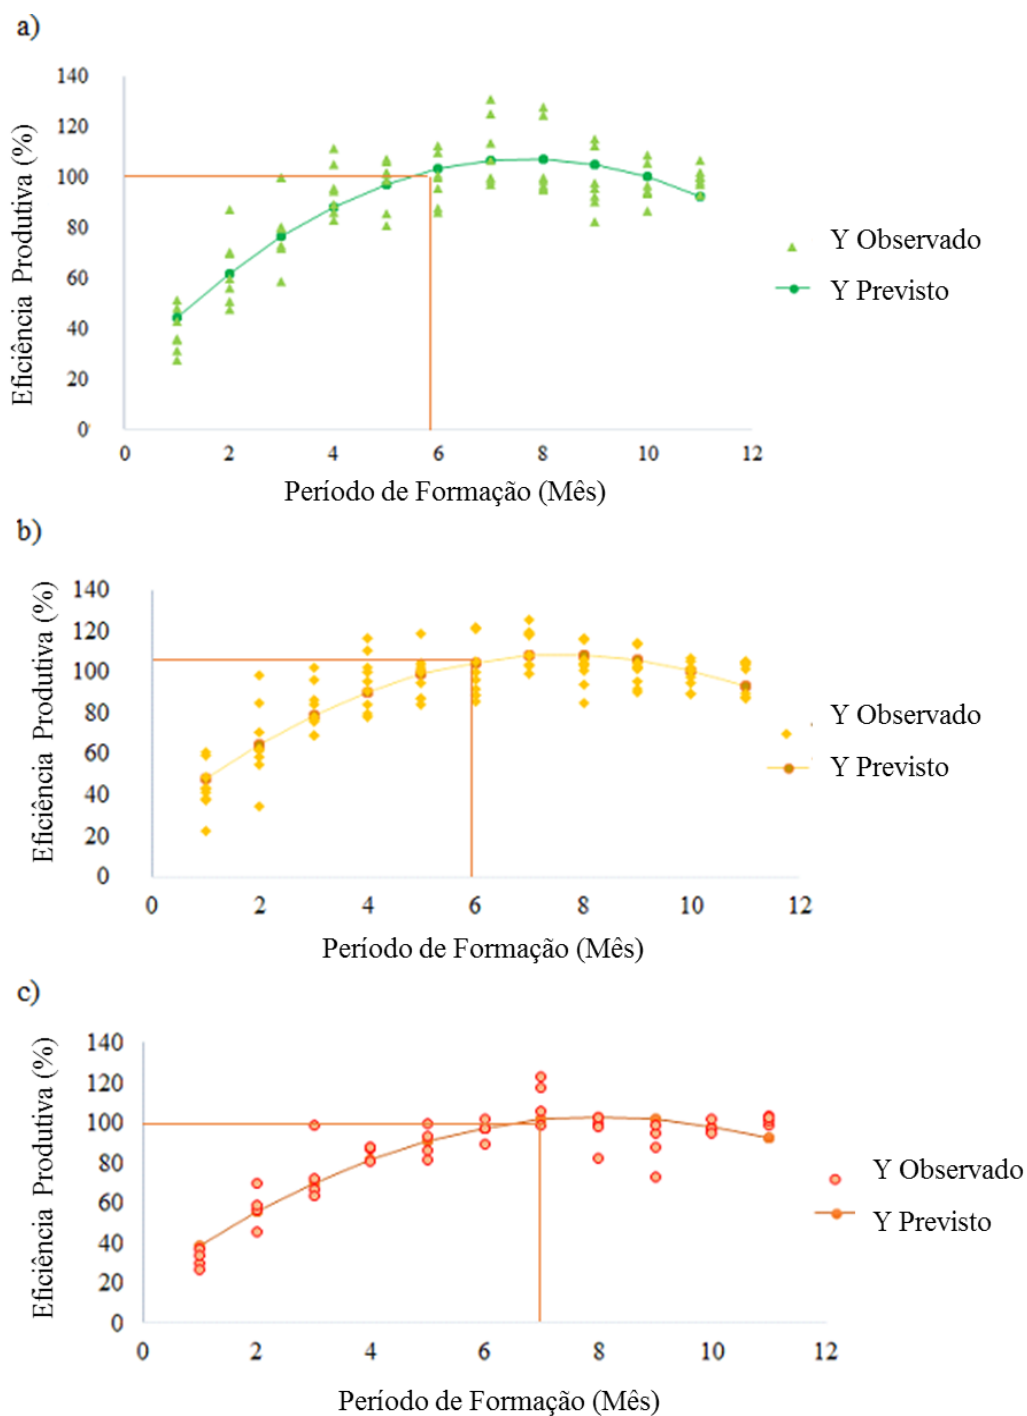 a)
Eficiência Produtiva (%)
140
120
100
80
60
40
20
0
0 2 4 6 8 10 12
Período de Formação (Mês)
Y Observado
Y Previsto
b)
Eficiência Produtiva (%)
140
120
100
80
60
40
20
0
0 2 4 6 8 10 12
Período de Formação (Mês)
Y Observado
Y Previsto
c)
Eficiência Produtiva (%)
140
120
100
80
60
40
20
0
0 2 4 6 8 10 12
Período de Formação (Mês)
Y Observado
Y Previsto